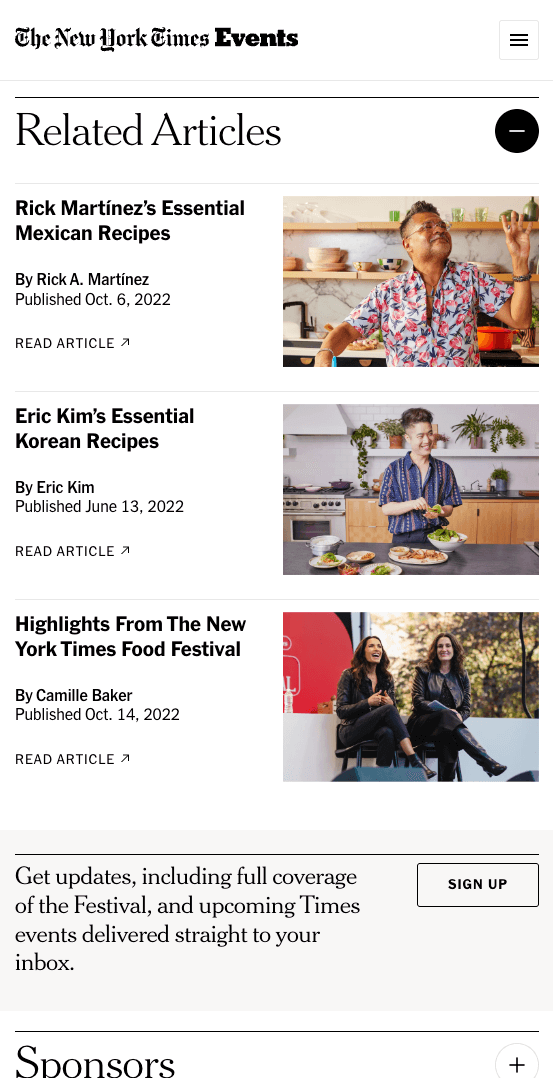 The New York Times Events
Related Articles
Rick Martínez’s Essential
Mexican Recipes
By Rick A. Martínez
Published Oct. 6, 2022
READ ARTICLE ↗
Eric Kim’s Essential
Korean Recipes
By Eric Kim
Published June 13, 2022
READ ARTICLE ↗
Highlights From The New
York Times Food Festival
By Camille Baker
Published Oct. 14, 2022
READ ARTICLE ↗
Get updates, including full coverage
of the Festival, and upcoming Times
events delivered straight to your
inbox.
SIGN UP
Sponsors